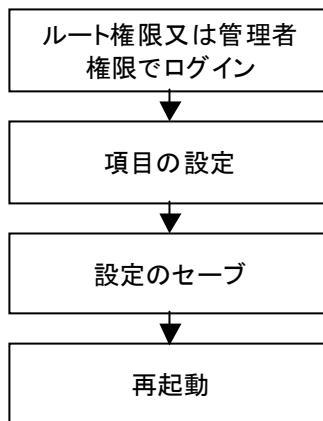 ルート権限又は管理者
権限でログイン
項目の設定
設定のセーブ
再起動